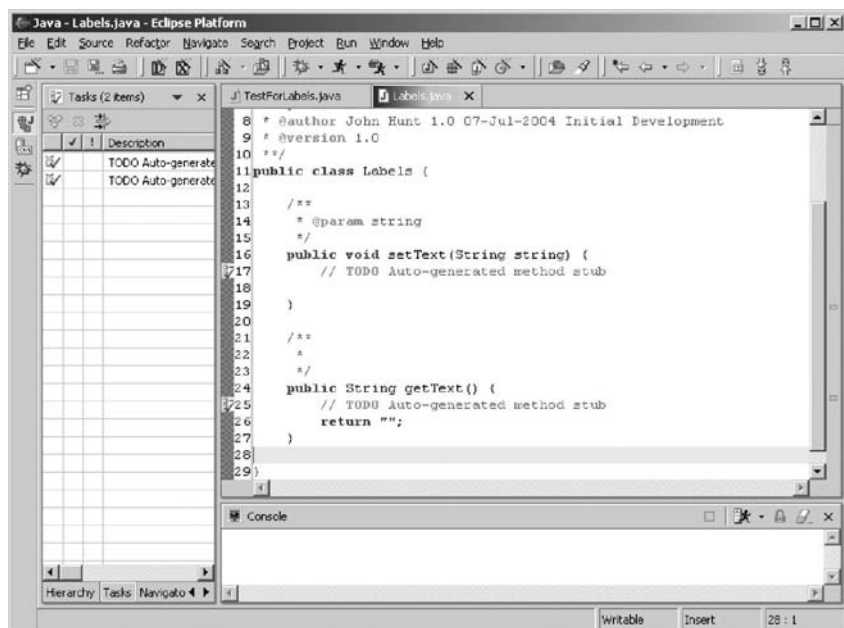 Java - Labels.java - Eclipse Platform
File Edit Source Refactor Navigate Search Project Run Window Help
Tasks (2 items)
! Description
TODO Auto-generate
TODO Auto-generate
Hierarchy Tasks Navigato
TestForLabels.java
Labels.java
8 * @author John Hunt 1.0 07-Jul-2004 Initial Development
9 * @version 1.0
10 **/
11 public class Labels {
12
13 /**
14 * @param string
15 */
16 public void setText(String string) {
17 // TODO Auto-generated method stub
18
19 }
20
21 /**
22 *
23 */
24 public String getText() {
25 // TODO Auto-generated method stub
26 return "";
27 }
28
29 }
Console
Writable Insert 28 : 1